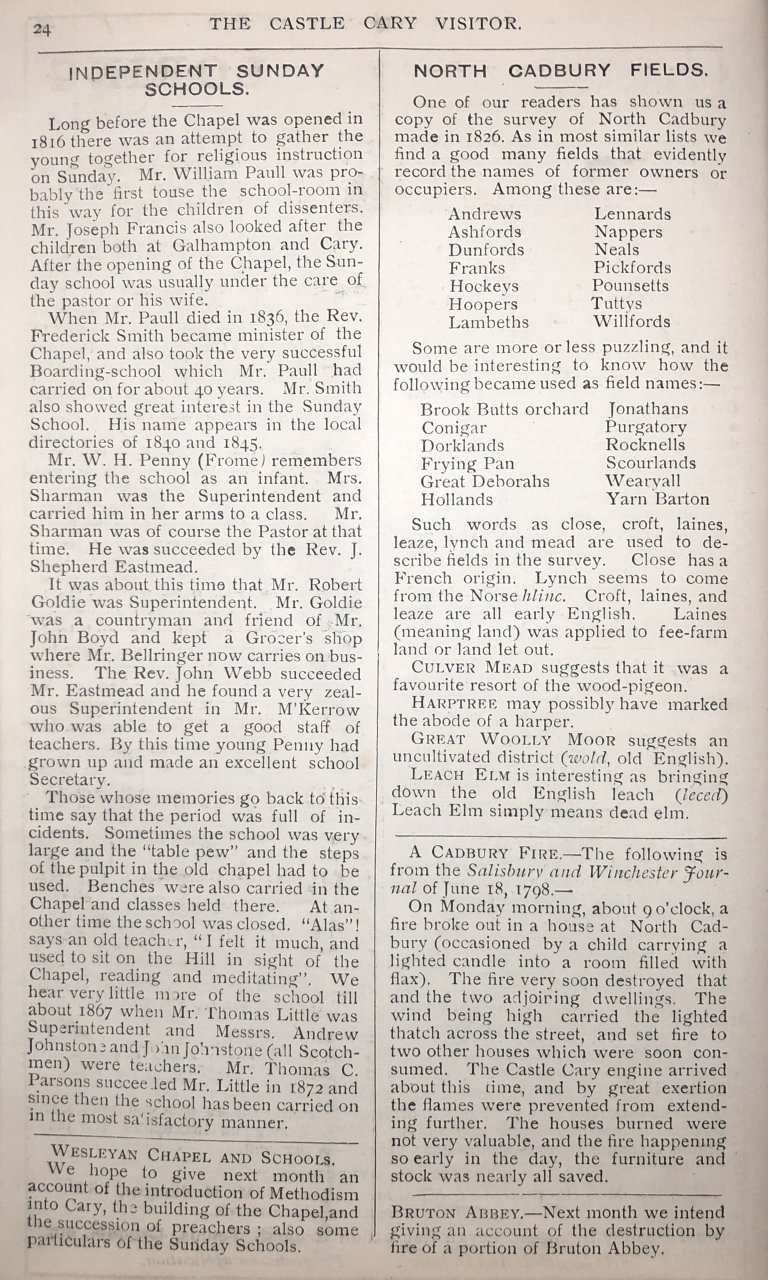 24
THE CASTLE CARY VISITOR.
INDEPENDENT SUNDAY
SCHOOLS.
Long before the Chapel was opened in
1816 there was an attempt to gather the
young together for religious instruction
on Sunday. Mr. William Paull was pro-
bably the first touse the school-room in
this way for the children of dissenters.
Mr. Joseph Francis also looked after the
children both at Galhampton and Cary.
After the opening of the Chapel, the Sun-
day school was usually under the care of
the pastor or his wife.
When Mr. Paull died in 1836, the Rev.
Frederick Smith became minister of the
Chapel, and also took the very successful
Boarding-school which Mr. Paull had
carried on for about 40 years. Mr. Smith
also showed great interest in the Sunday
School. His name appears in the local
directories of 1840 and 1845.
Mr. W. H. Penny (Frome) remembers
entering the school as an infant. Mrs.
Sharman was the Superintendent and
carried him in her arms to a class. Mr.
Sharman was of course the Pastor at that
time. He was succeeded by the Rev. J.
Shepherd Eastmead.
It was about this time that Mr. Robert
Goldie was Superintendent. Mr. Goldie
was a countryman and friend of Mr.
John Boyd and kept a Grocer's shop
where Mr. Bellringer now carries on bus-
iness. The Rev. John Webb succeeded
Mr. Eastmead and he found a very zeal-
ous Superintendent in Mr. M'Kerrow
who was able to get a good staff of
teachers. By this time young Penny had
grown up and made an excellent school
Secretary.
Those whose memories go back to this
time say that the period was full of in-
cidents. Sometimes the school was very
large and the "table pew" and the steps
of the pulpit in the old chapel had to be
used. Benches were also carried in the
Chapel and classes held there. At an-
other time the school was closed. "Alas"!
says an old teacher, "I felt it much, and
used to sit on the Hill in sight of the
Chapel, reading and meditating". We
hear very little more of the school till
about 1867 when Mr. Thomas Little was
Superintendent and Messrs. Andrew
Johnstone and John Johnstone (all Scotch-
men) were teachers. Mr. Thomas C.
Parsons succeeded Mr. Little in 1872 and
since then the school has been carried on
in the most satisfactory manner.
WESLEYAN CHAPEL AND SCHOOLS.
We hope to give next month an
account of the introduction of Methodism
into Cary, the building of the Chapel,and
the succession of preachers ; also some
particulars of the Sunday Schools.
NORTH CADBURY FIELDS.
One of our readers has shown us a
copy of the survey of North Cadbury
made in 1826. As in most similar lists we
find a good many fields that evidently
record the names of former owners or
occupiers. Among these are:—
Andrews Lennards
Ashfords Nappers
Dunfords Neals
Franks Pickfords
Hockeys Pounsetts
Hoopers Tuttys
Lambeths Willfords
Some are more or less puzzling, and it
would be interesting to know how the
following became used as field names:—
Brook Butts orchard Jonathans
Conigar Purgatory
Dorklands Rocknells
Frying Pan Scourlands
Great Deborahs Wearyall
Hollands Yarn Barton
Such words as close, croft, laines,
leaze, lynch and mead are used to de-
scribe fields in the survey. Close has a
French origin. Lynch seems to come
from the Norse hlinc. Croft, laines, and
leaze are all early English. Laines
(meaning land) was applied to fee-farm
land or land let out.
CULVER MEAD suggests that it was a
favourite resort of the wood-pigeon.
HARPTREE may possibly have marked
the abode of a harper.
GREAT WOOLLY MOOR suggests an
uncultivated district (wold, old English).
LEACH ELM is interesting as bringing
down the old English leach (leced)
Leach Elm simply means dead elm.
A CADBURY FIRE.—The following is
from the Salisbury and Winchester Jour-
nal of June 18, 1798.—
On Monday morning, about 9 o'clock, a
fire broke out in a house at North Cad-
bury (occasioned by a child carrying a
lighted candle into a room filled with
flax). The fire very soon destroyed that
and the two adjoining dwellings. The
wind being high carried the lighted
thatch across the street, and set fire to
two other houses which were soon con-
sumed. The Castle Cary engine arrived
about this time, and by great exertion
the flames were prevented from extend-
ing further. The houses burned were
not very valuable, and the fire happening
so early in the day, the furniture and
stock was nearly all saved.
BRUTON ABBEY.—Next month we intend
giving an account of the destruction by
fire of a portion of Bruton Abbey.